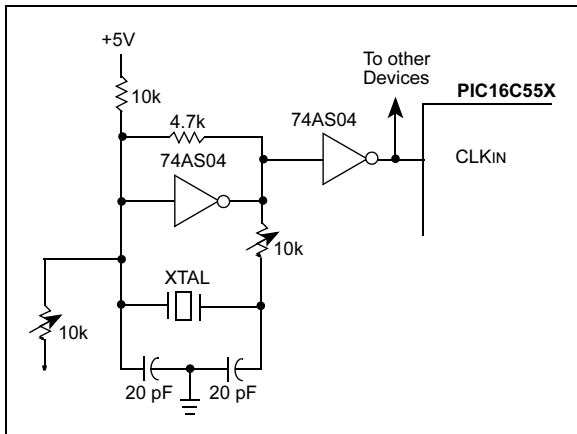 +5V
To other
Devices
PIC16C55X
10k
4.7k
74AS04
74AS04
CLKIN
10k
XTAL
10k
20 pF
20 pF